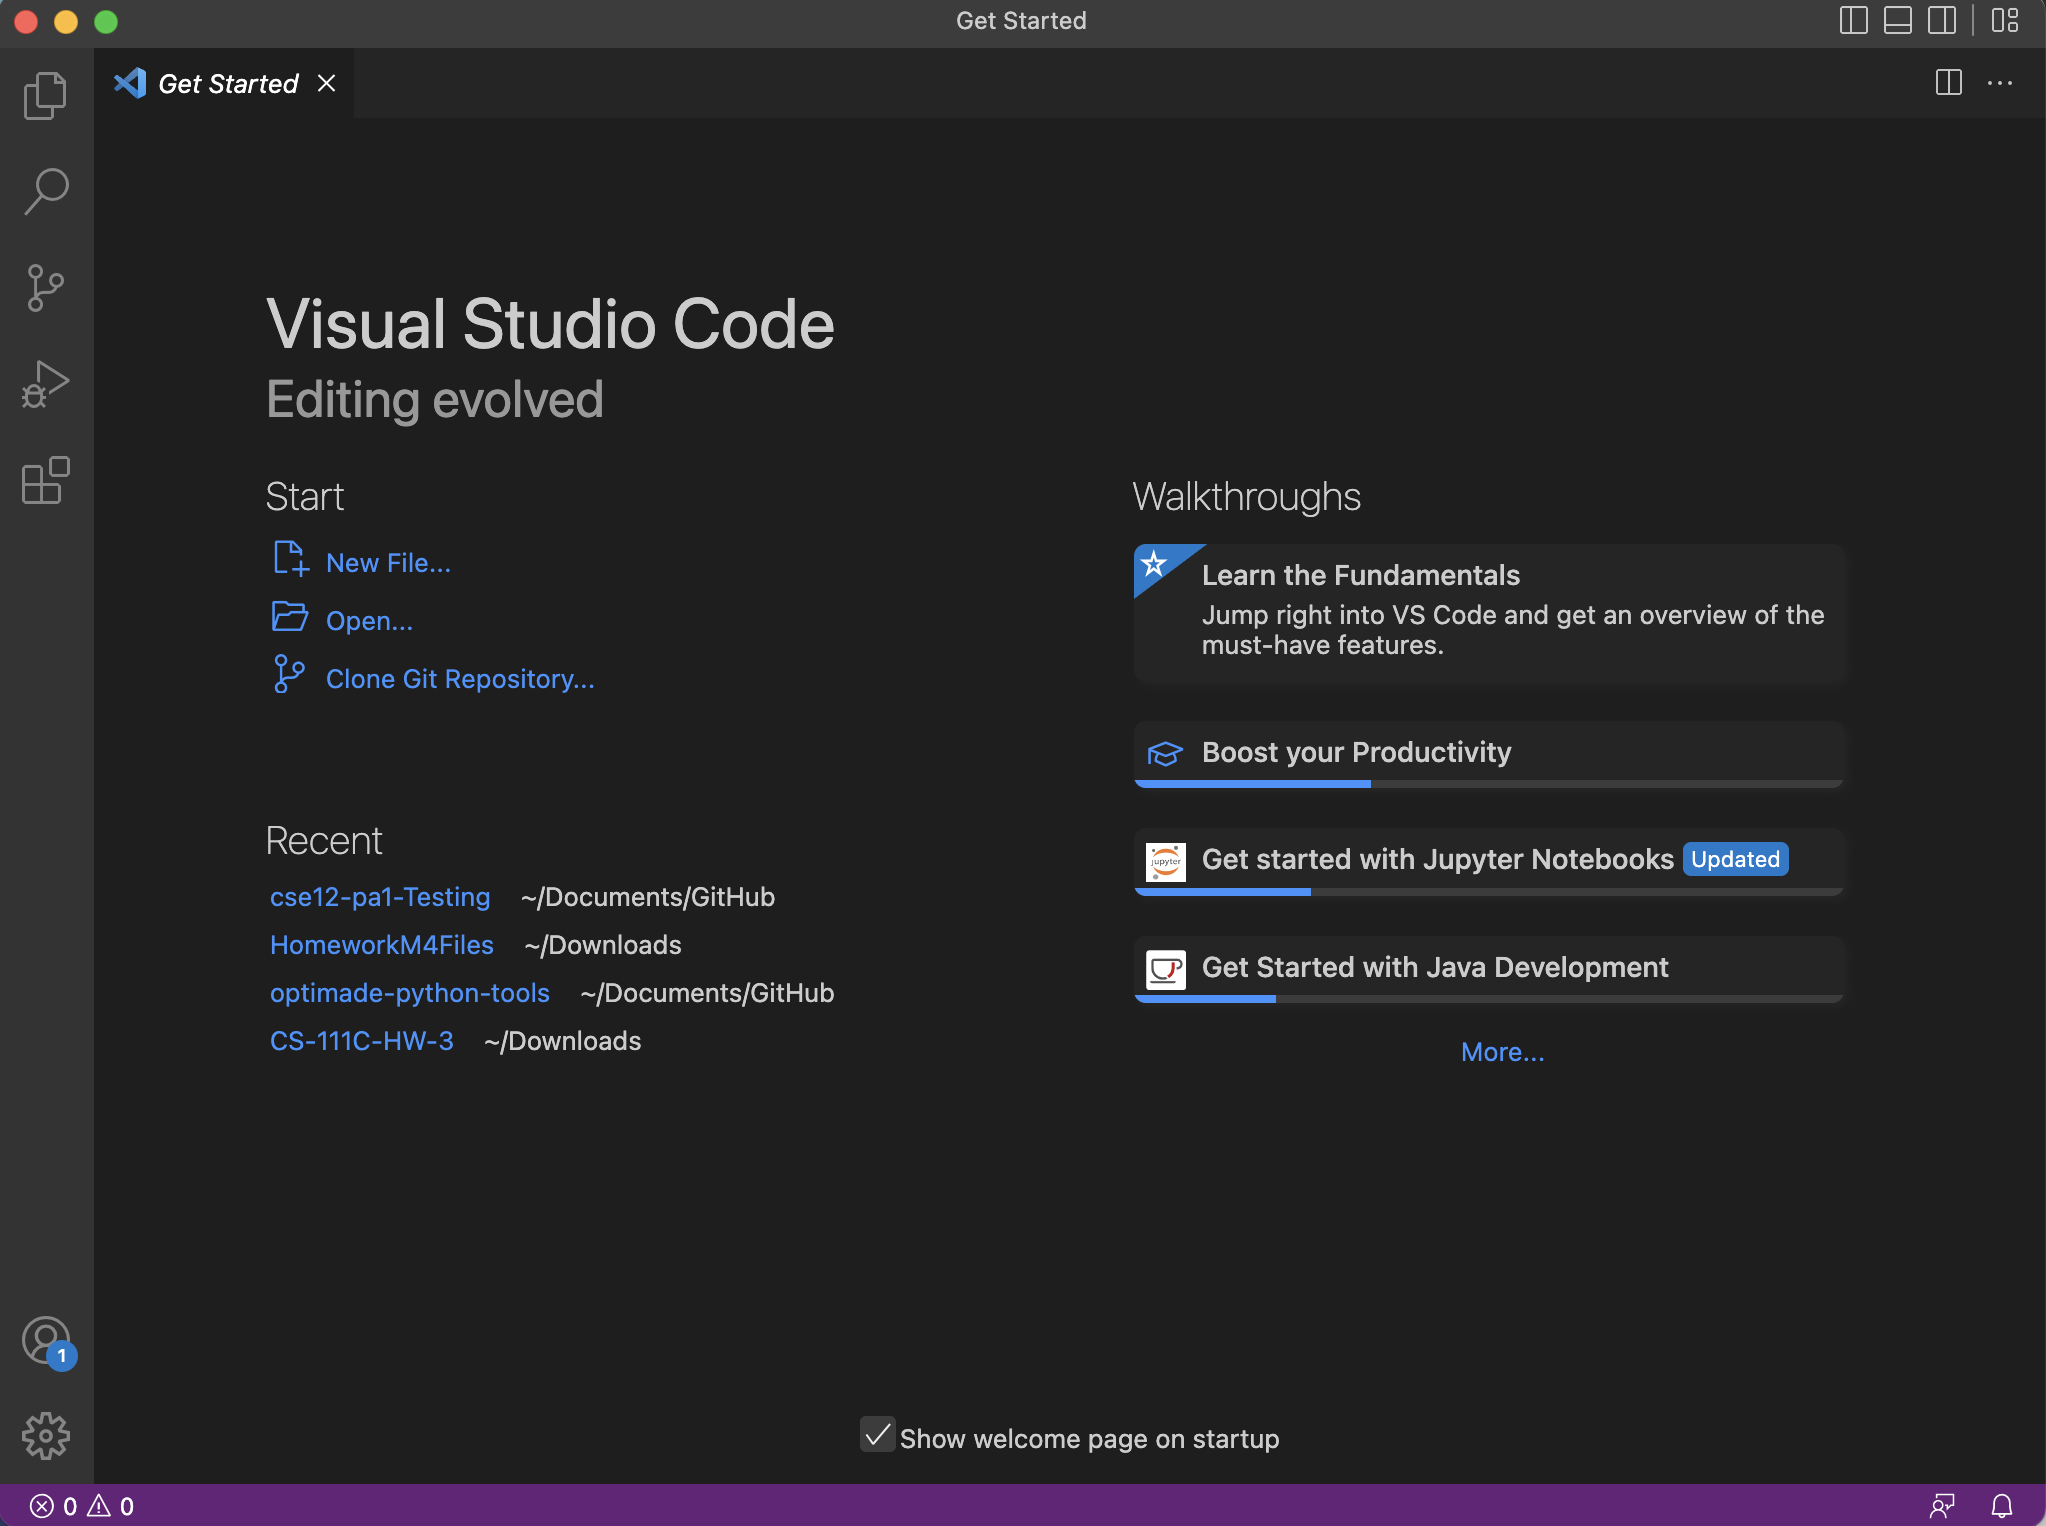 Get Started
Get Started
Visual Studio Code
Editing evolved
Start
New File...
Open...
Clone Git Repository...
Recent
cse12-pa1-Testing ~/Documents/GitHub
HomeworkM4Files ~/Downloads
optimade-python-tools ~/Documents/GitHub
CS-111C-HW-3 ~/Downloads
Walkthroughs
Learn the Fundamentals
Jump right into VS Code and get an overview of the
must-have features.
Boost your Productivity
jupyter
Get started with Jupyter Notebooks Updated
Get Started with Java Development
More...
1
Show welcome page on startup
0 0